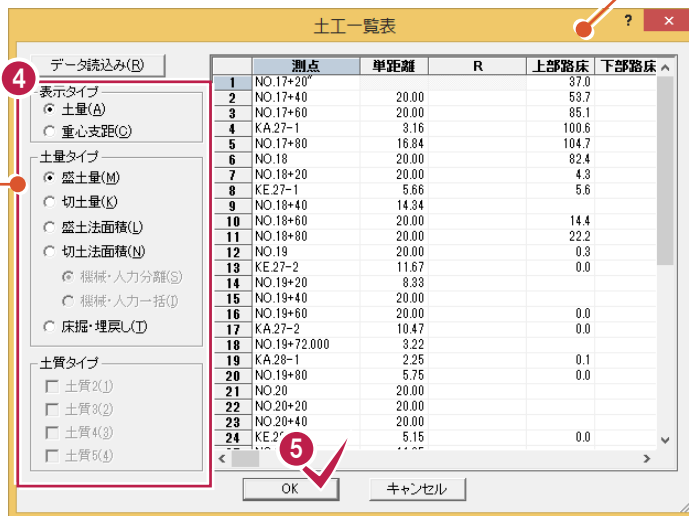 土工一覧表 ? ×
データ読込み(R)
4
表示タイプ
土量(A)
重心支距(C)
土量タイプ
盛土量(M)
切土量(K)
盛土法面積(L)
切土法面積(N)
機械・人力分離(S)
機械・人力一括(I)
床掘・埋戻し(T)
土質タイプ
土質2(1)
土質3(2)
土質4(3)
土質5(4)
測点 単距離 R 上部路床 下部路床
1 NO.17+20" 37.0
2 NO.17+40 20.00 53.7
3 NO.17+60 20.00 85.1
4 KA.27-1 3.16 100.6
5 NO.17+80 16.84 104.7
6 NO.18 20.00 82.4
7 NO.18+20 20.00 4.3
8 KE.27-1 5.66 5.6
9 NO.18+40 14.34
10 NO.18+60 20.00 14.4
11 NO.18+80 20.00 22.2
12 NO.19 20.00 0.3
13 KE.27-2 11.67 0.0
14 NO.19+20 8.33
15 NO.19+40 20.00
16 NO.19+60 20.00 0.0
17 KA.27-2 10.47 0.0
18 NO.19+72.000 3.22
19 KA.28-1 2.25 0.1
20 NO.19+80 5.75 0.0
21 NO.20 20.00
22 NO.20+20 20.00
23 NO.20+40 20.00
24 KE.2 5.15 0.0
5
OK キャンセル